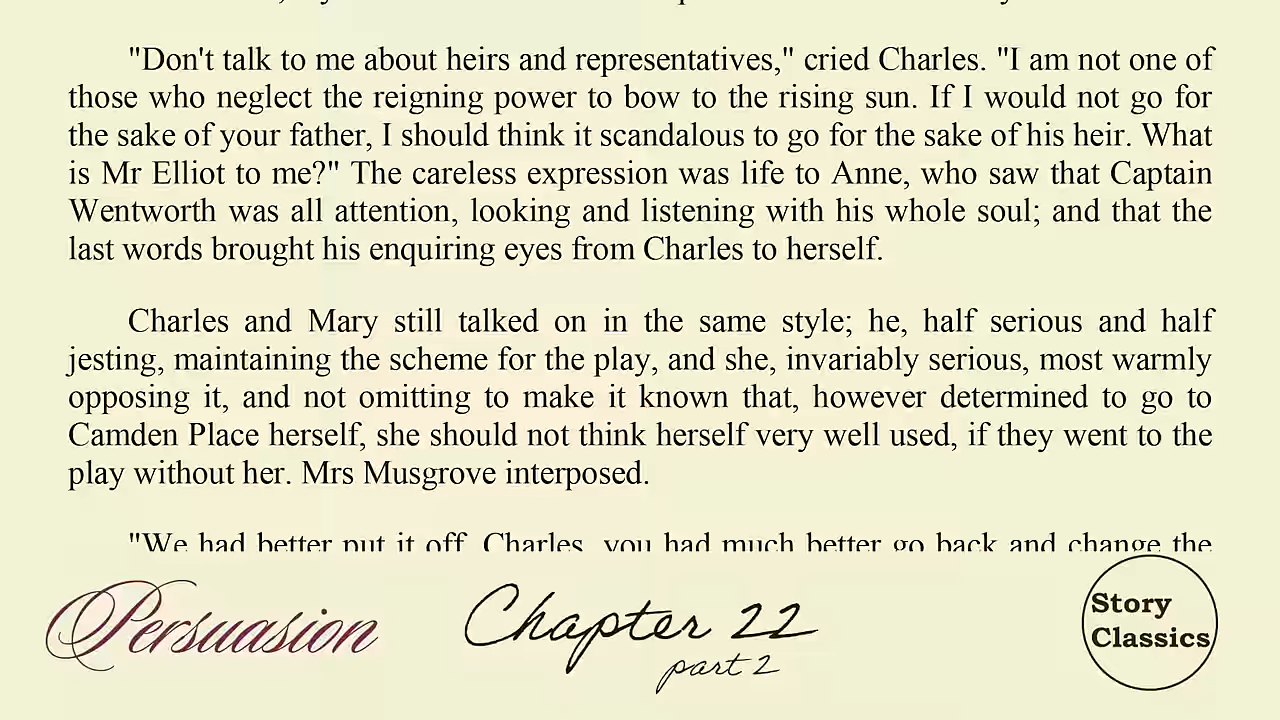 "Don't talk to me about heirs and representatives," cried Charles. "I am not one of
those who neglect the reigning power to bow to the rising sun. If I would not go for
the sake of your father, I should think it scandalous to go for the sake of his heir. What
is Mr Elliot to me?" The careless expression was life to Anne, who saw that Captain
Wentworth was all attention, looking and listening with his whole soul; and that the
last words brought his enquiring eyes from Charles to herself.
Charles and Mary still talked on in the same style; he, half serious and half
jesting, maintaining the scheme for the play, and she, invariably serious, most warmly
opposing it, and not omitting to make it known that, however determined to go to
Camden Place herself, she should not think herself very well used, if they went to the
play without her. Mrs Musgrove interposed.
"We had better put it off, Charles, you had much better go back and change the
Persuasion
Chapter 22
part 2
Story
Classics